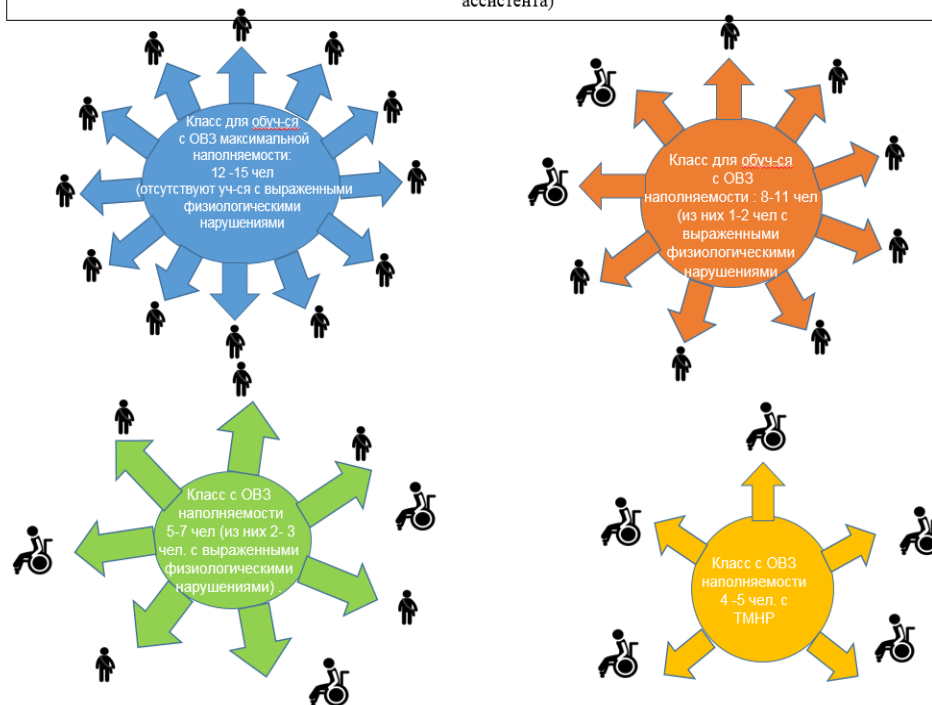 ассистента)
Класс для обуч-ся
с ОВЗ максимальной
наполняемости:
12 -15 чел
(отсутствуют уч-ся с выраженными
физиологическими
нарушениями
Класс для обуч-ся
с ОВЗ
наполняемости : 8-11 чел
(из них 1-2 чел с
выраженными
физиологическими
нарушениями
Класс с ОВЗ
наполняемости
5-7 чел (из них 2- 3
чел. с выраженными
физиологическими
нарушениями) .
Класс с ОВЗ
наполняемости
4 -5 чел. с
ТМНР